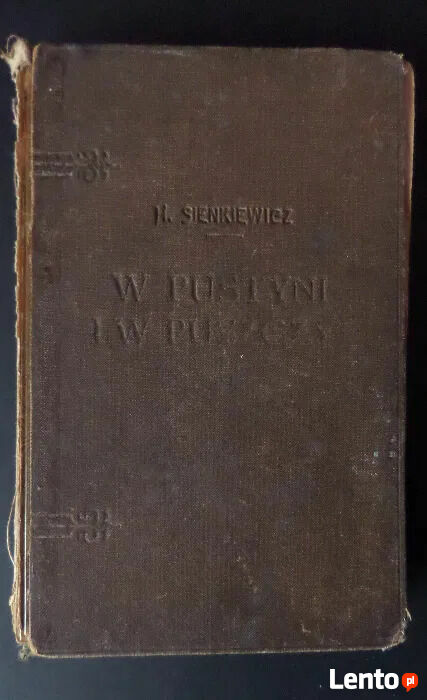 H. SIENKIEWICZ
W PUSTYNI
I W PUSZCZY
Lento.pl